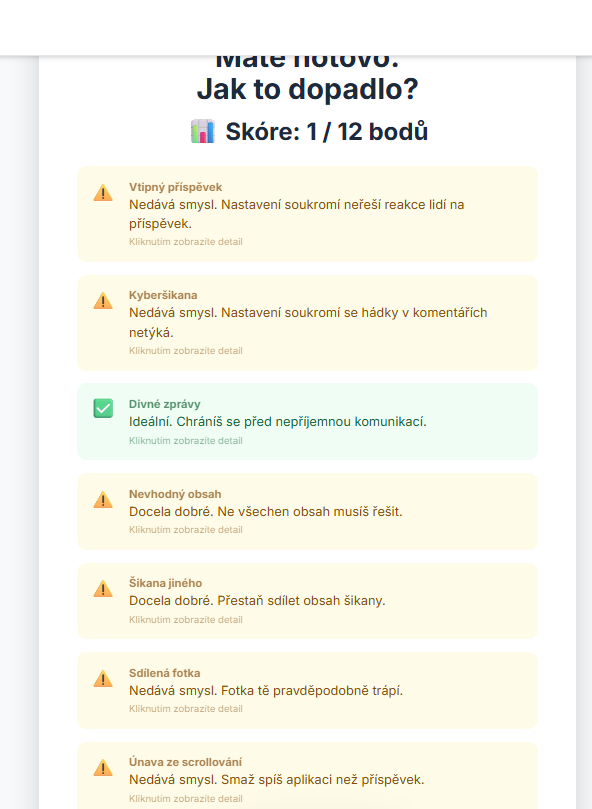 Máte hotovo.
Jak to dopadlo?
Skóre: 1 / 12 bodů
Vtipný příspěvek
Nedává smysl. Nastavení soukromí neřeší reakce lidí na
příspěvek.
Kliknutím zobrazíte detail
Kyberšikana
Nedává smysl. Nastavení soukromí se hádky v komentářích
netýká.
Kliknutím zobrazíte detail
Divné zprávy
Ideální. Chráníš se před nepříjemnou komunikací.
Kliknutím zobrazíte detail
Nevhodný obsah
Docela dobré. Ne všechen obsah musíš řešit.
Kliknutím zobrazíte detail
Šikana jiného
Docela dobré. Přestaň sdílet obsah šikany.
Kliknutím zobrazíte detail
Sdílená fotka
Nedává smysl. Fotka tě pravděpodobně trápí.
Kliknutím zobrazíte detail
Únava ze scrollování
Nedává smysl. Smaž spíš aplikaci než příspěvek.
Kliknutím zobrazíte detail